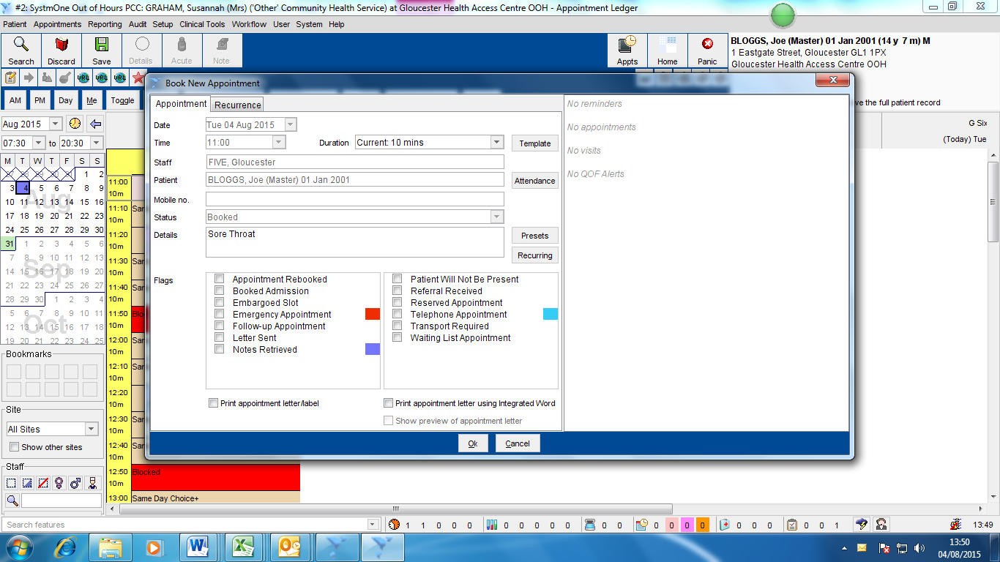 #2: SystmOne Out of Hours PCC: GRAHAM, Susannah (Mrs) ('Other' Community Health Service) at Gloucester Health Access Centre OOH - Appointment Ledger
Patient Appointments Reporting Audit Setup Clinical Tools Workflow User System Help
Search Discard Save Details Acute Note Appts Home Panic
BLOGGS, Joe (Master) 01 Jan 2001 (14 y 7 m) M
1 Eastgate Street, Gloucester GL1 1PX
Gloucester Health Access Centre OOH
URL URL URL
AM PM Day Me Toggle
ve the full patient record
Aug 2015
07:30 to 20:30
G Six
(Today) Tue
M T W T F S S
27 28 29 30 31 1 2
3 4 5 6 7 8 9
10 11 12 13 14 15 16
17 18 19 20 21 22 23
24 25 26 27 28 29 30
31 1 2 3 4 5 6
7 8 9 10 11 12 13
14 15 16 17 18 19 20
21 22 23 24 25 26 27
28 29 30 1 2 3 4
5 6 7 8 9 10 11
12 13 14 15 16 17 18
19 20 21 22 23 24 25
Aug
Sep
Oct
Bookmarks
Site
All Sites
Show other sites
Staff
11:00
10m
11:10 San
10m
11:20 San
10m
11:30 San
10m
11:40 San
10m
11:50 Blo
10m
12:00 San
10m
12:10 San
10m
12:20 San
10m
12:30 San
10m
12:40 San
10m
12:50 Blocked
10m
13:00 Same Day Choice+
Book New Appointment
Appointment Recurrence
Date Tue 04 Aug 2015
Time 11:00 Duration Current: 10 mins Template
Staff FIVE, Gloucester
Patient BLOGGS, Joe (Master) 01 Jan 2001 Attendance
Mobile no.
Status Booked
Details Sore Throat Presets
Recurring
Flags
Appointment Rebooked
Booked Admission
Embargoed Slot
Emergency Appointment
Follow-up Appointment
Letter Sent
Notes Retrieved
Patient Will Not Be Present
Referral Received
Reserved Appointment
Telephone Appointment
Transport Required
Waiting List Appointment
Print appointment letter/label
Print appointment letter using Integrated Word
Show preview of appointment letter
Ok Cancel
No reminders
No appointments
No visits
No QOF Alerts
Search features
1 1 0 0 0 0 0 0 0 0 0 0 0 0 0 0 0 0 0 0 0 1 13:49
13:50
04/08/2015